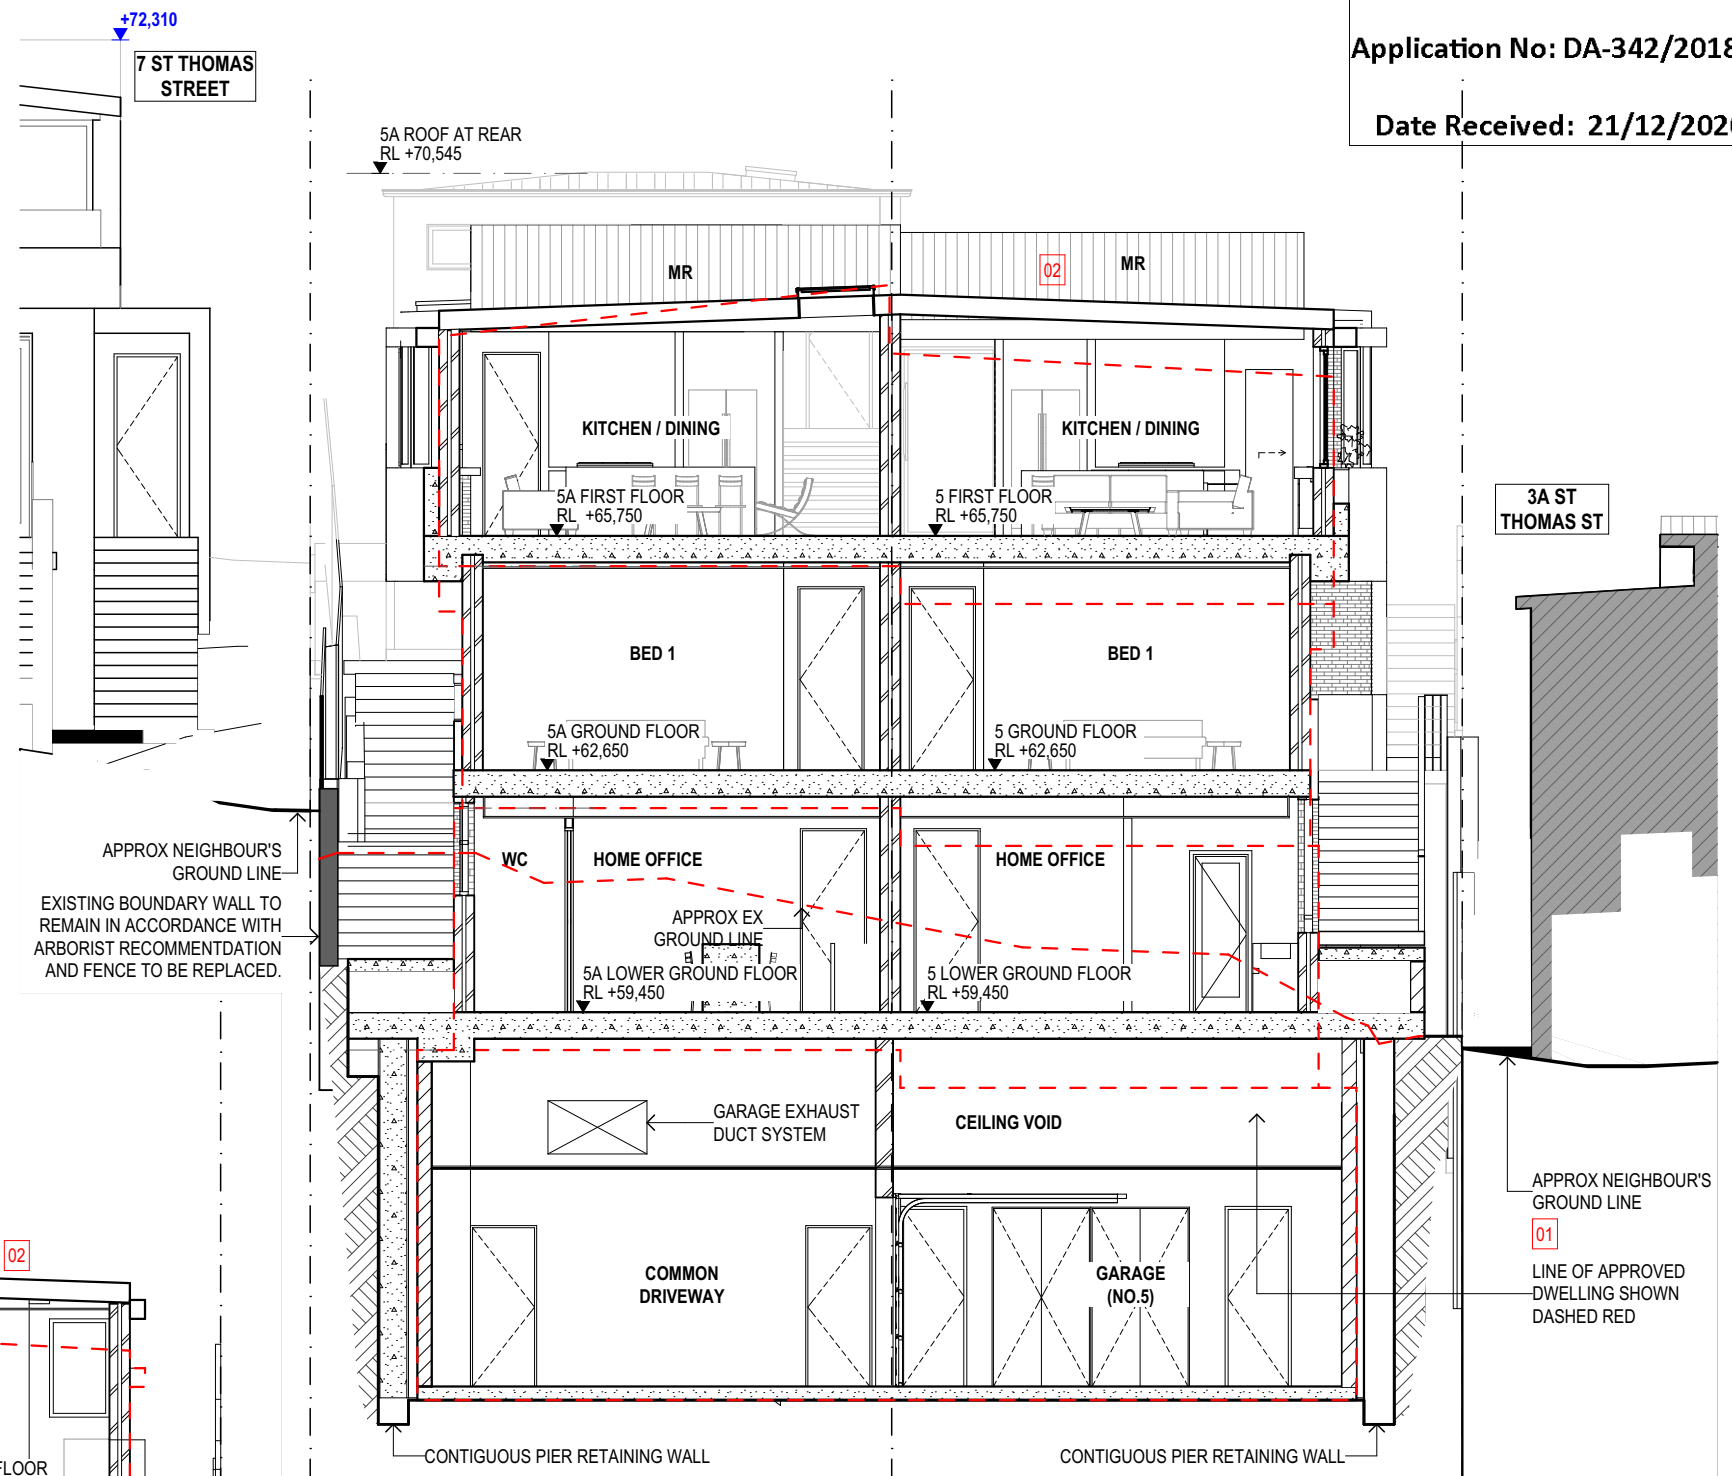 +72,310
7 ST THOMAS
STREET
Application No: DA-342/2018
Date Received: 21/12/202
5A ROOF AT REAR
RL +70,545
MR
02
MR
KITCHEN / DINING
KITCHEN / DINING
5A FIRST FLOOR
RL +65,750
5 FIRST FLOOR
RL +65,750
3A ST
THOMAS ST
BED 1
BED 1
5A GROUND FLOOR
RL +62,650
5 GROUND FLOOR
RL +62,650
APPROX NEIGHBOUR'S
GROUND LINE
WC
HOME OFFICE
HOME OFFICE
EXISTING BOUNDARY WALL TO
REMAIN IN ACCORDANCE WITH
ARBORIST RECOMMENTDATION
AND FENCE TO BE REPLACED.
APPROX EX
GROUND LINE
5A LOWER GROUND FLOOR
RL +59,450
5 LOWER GROUND FLOOR
RL +59,450
GARAGE EXHAUST
DUCT SYSTEM
CEILING VOID
APPROX NEIGHBOUR'S
GROUND LINE
01
LINE OF APPROVED
DWELLING SHOWN
DASHED RED
02
COMMON
DRIVEWAY
GARAGE
(NO.5)
CONTIGUOUS PIER RETAINING WALL
CONTIGUOUS PIER RETAINING WALL
FLOOR